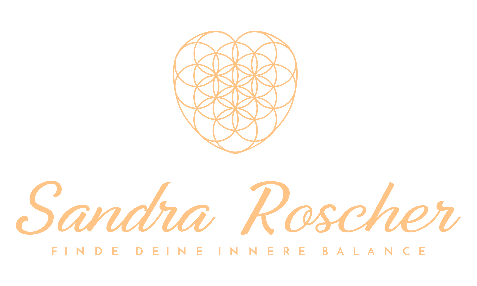 Sandra Roscher
FINDE DEINE INNERE BALANCE